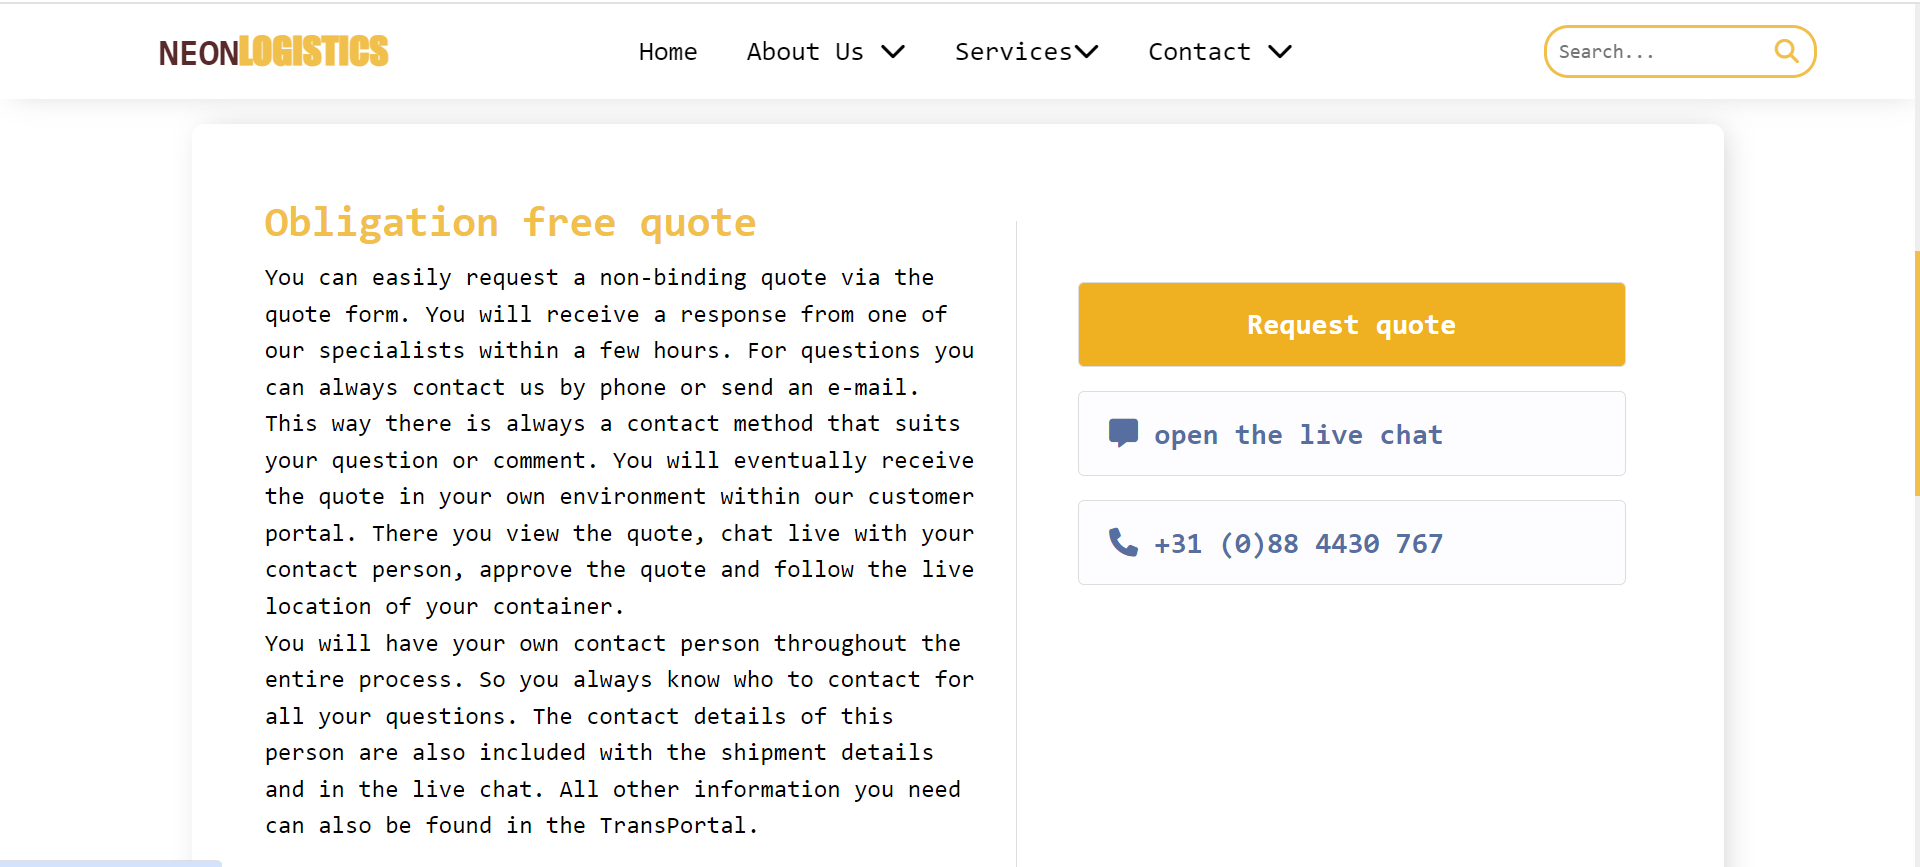 NEONLOGISTICS
Home
About Us
Services
Contact
Search...
Obligation free quote
You can easily request a non-binding quote via the
quote form. You will receive a response from one of
our specialists within a few hours. For questions you
can always contact us by phone or send an e-mail.
This way there is always a contact method that suits
your question or comment. You will eventually receive
the quote in your own environment within our customer
portal. There you view the quote, chat live with your
contact person, approve the quote and follow the live
location of your container.
You will have your own contact person throughout the
entire process. So you always know who to contact for
all your questions. The contact details of this
person are also included with the shipment details
and in the live chat. All other information you need
can also be found in the TransPortal.
Request quote
open the live chat
+31 (0)88 4430 767